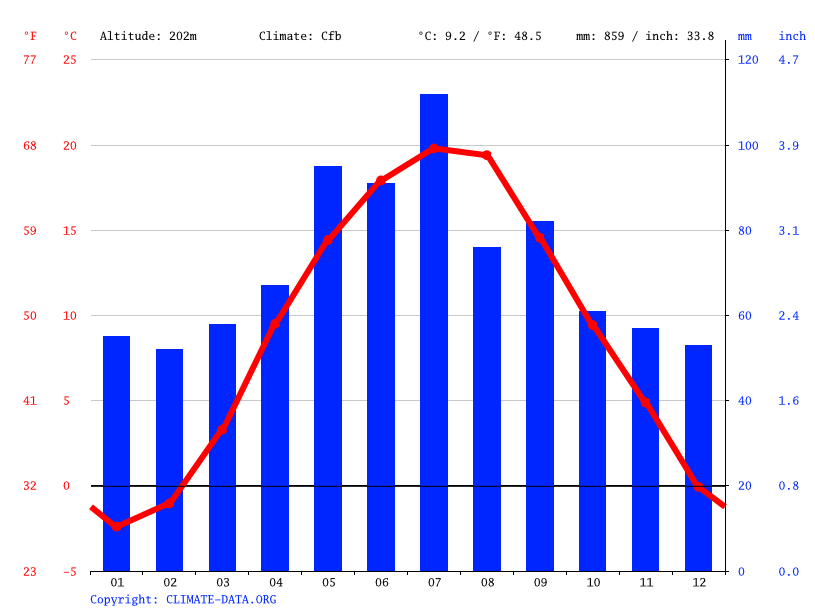 °F °C Altitude: 202m Climate: Cfb °C: 9.2 / °F: 48.5 mm: 859 / inch: 33.8 mm inch
77 25 120 4.7
68 20 100 3.9
59 15 80 3.1
50 10 60 2.4
41 5 40 1.6
32 0 20 0.8
23 -5 0 0.0
01 02 03 04 05 06 07 08 09 10 11 12
Copyright: CLIMATE-DATA.ORG